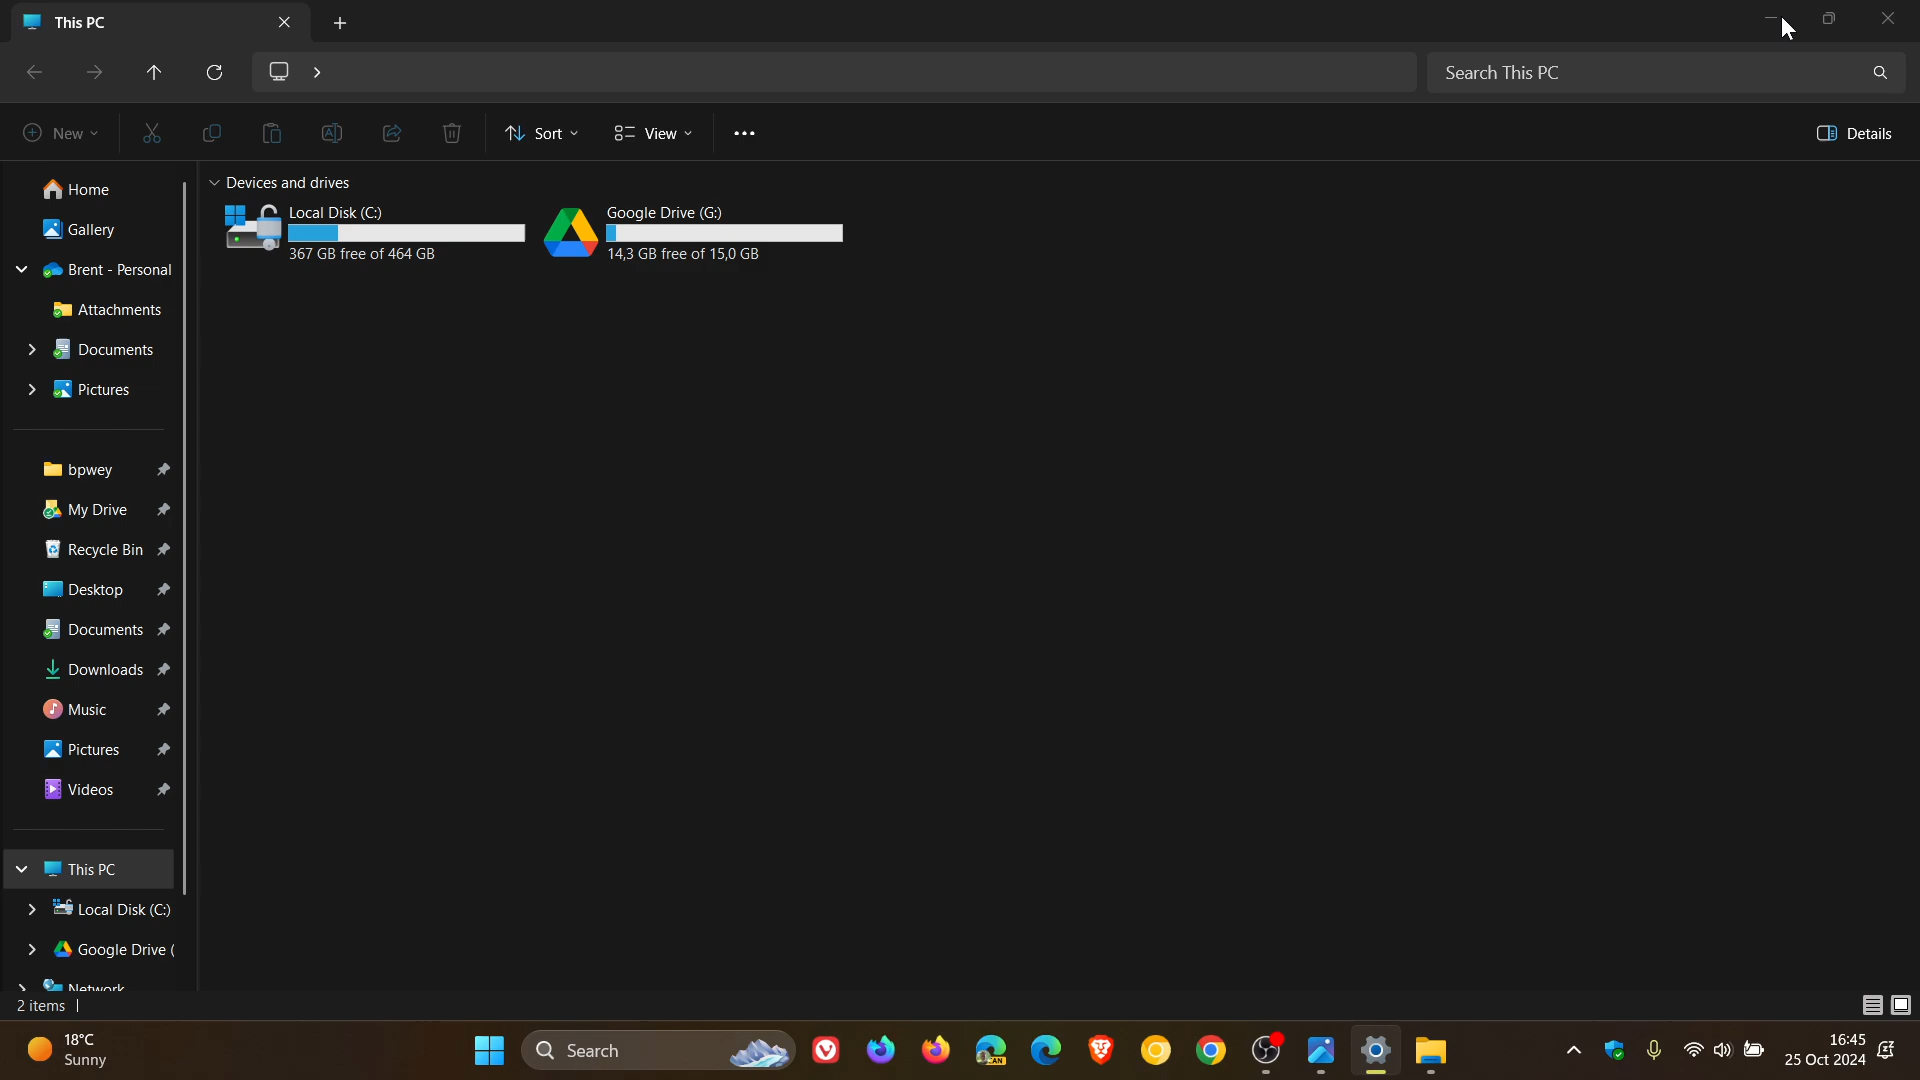 This PC
Search This PC
New
Sort
View
Details
Home
Gallery
Brent - Personal
Attachments
Documents
Pictures
bpwey
My Drive
Recycle Bin
Desktop
Documents
Downloads
Music
Pictures
Videos
This PC
Local Disk (C:)
Google Drive (
Network
Devices and drives
Local Disk (C:)
367 GB free of 464 GB
Google Drive (G:)
14,3 GB free of 15,0 GB
2 items
18°C
Sunny
Search
CAN
16:45
25 Oct 2024